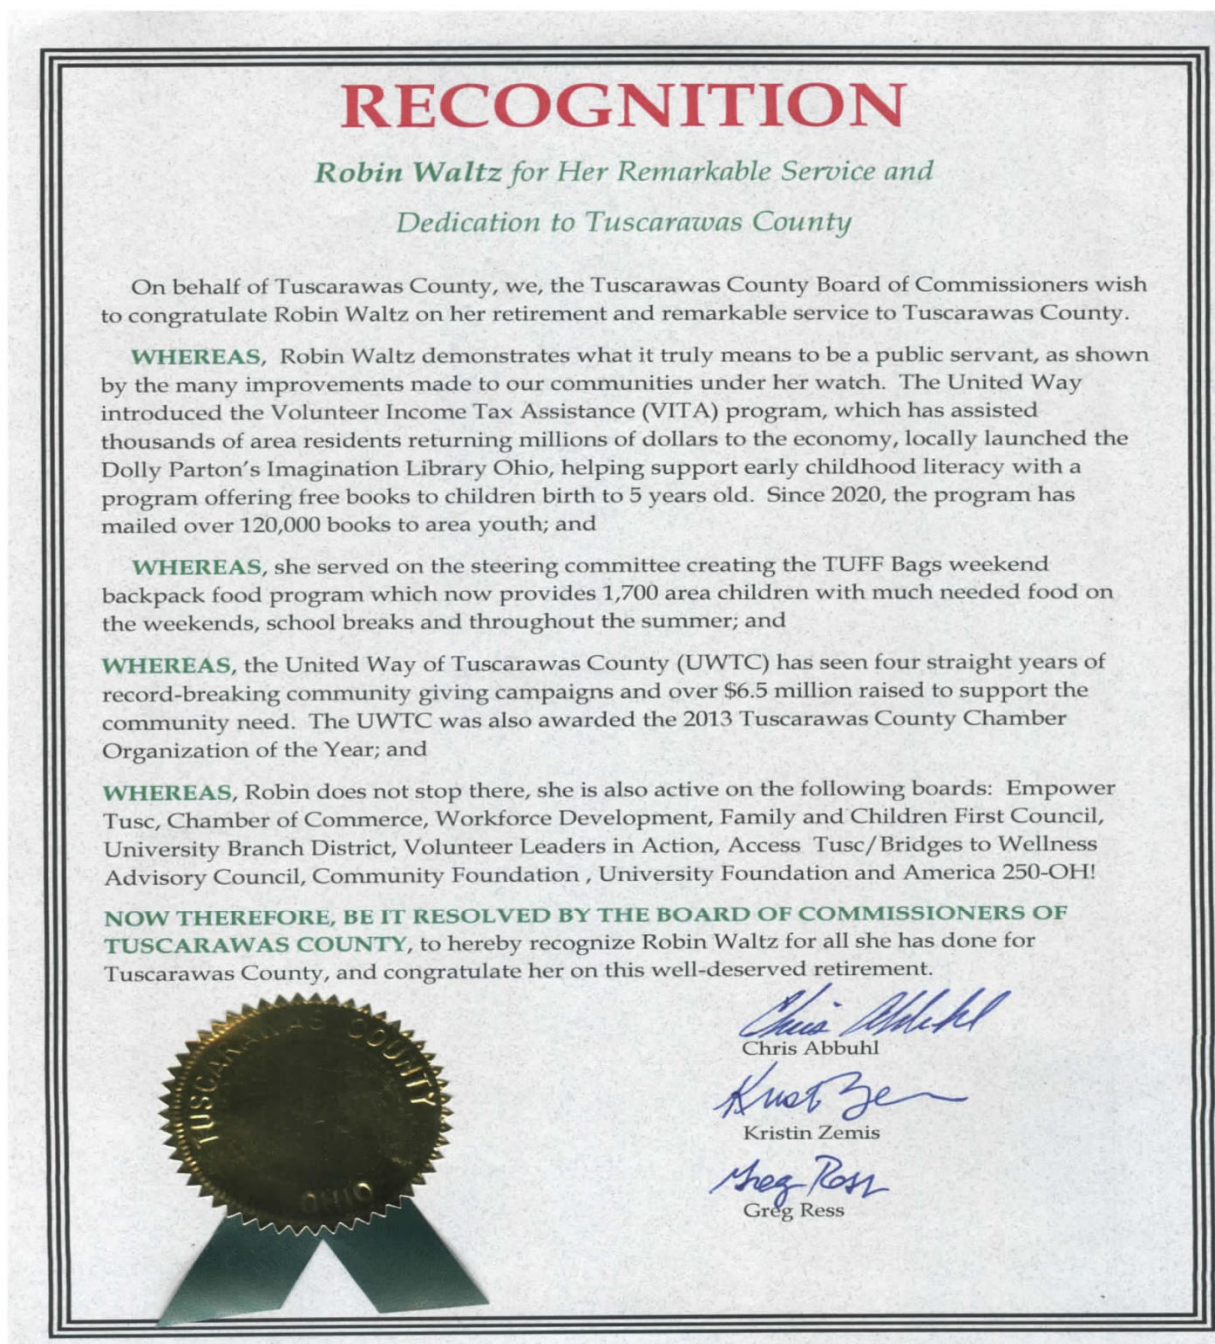 RECOGNITION
Robin Waltz for Her Remarkable Service and
Dedication to Tuscarawas County
On behalf of Tuscarawas County, we, the Tuscarawas County Board of Commissioners wish
to congratulate Robin Waltz on her retirement and remarkable service to Tuscarawas County.
WHEREAS, Robin Waltz demonstrates what it truly means to be a public servant, as shown
by the many improvements made to our communities under her watch. The United Way
introduced the Volunteer Income Tax Assistance (VITA) program, which has assisted
thousands of area residents returning millions of dollars to the economy, locally launched the
Dolly Parton's Imagination Library Ohio, helping support early childhood literacy with a
program offering free books to children birth to 5 years old. Since 2020, the program has
mailed over 120,000 books to area youth; and
WHEREAS, she served on the steering committee creating the TUFF Bags weekend
backpack food program which now provides 1,700 area children with much needed food on
the weekends, school breaks and throughout the summer; and
WHEREAS, the United Way of Tuscarawas County (UWTC) has seen four straight years of
record-breaking community giving campaigns and over $6.5 million raised to support the
community need. The UWTC was also awarded the 2013 Tuscarawas County Chamber
Organization of the Year; and
WHEREAS, Robin does not stop there, she is also active on the following boards: Empower
Tusc, Chamber of Commerce, Workforce Development, Family and Children First Council,
University Branch District, Volunteer Leaders in Action, Access Tusc/Bridges to Wellness
Advisory Council, Community Foundation , University Foundation and America 250-OH!
NOW THEREFORE, BE IT RESOLVED BY THE BOARD OF COMMISSIONERS OF
TUSCARAWAS COUNTY, to hereby recognize Robin Waltz for all she has done for
Tuscarawas County, and congratulate her on this well-deserved retirement.
Chris Abbuhl
Chris Abbuhl
Kristin Zemis
Greg Ress
Greg Ress
TUSCARAWAS COUNTY
OHIO